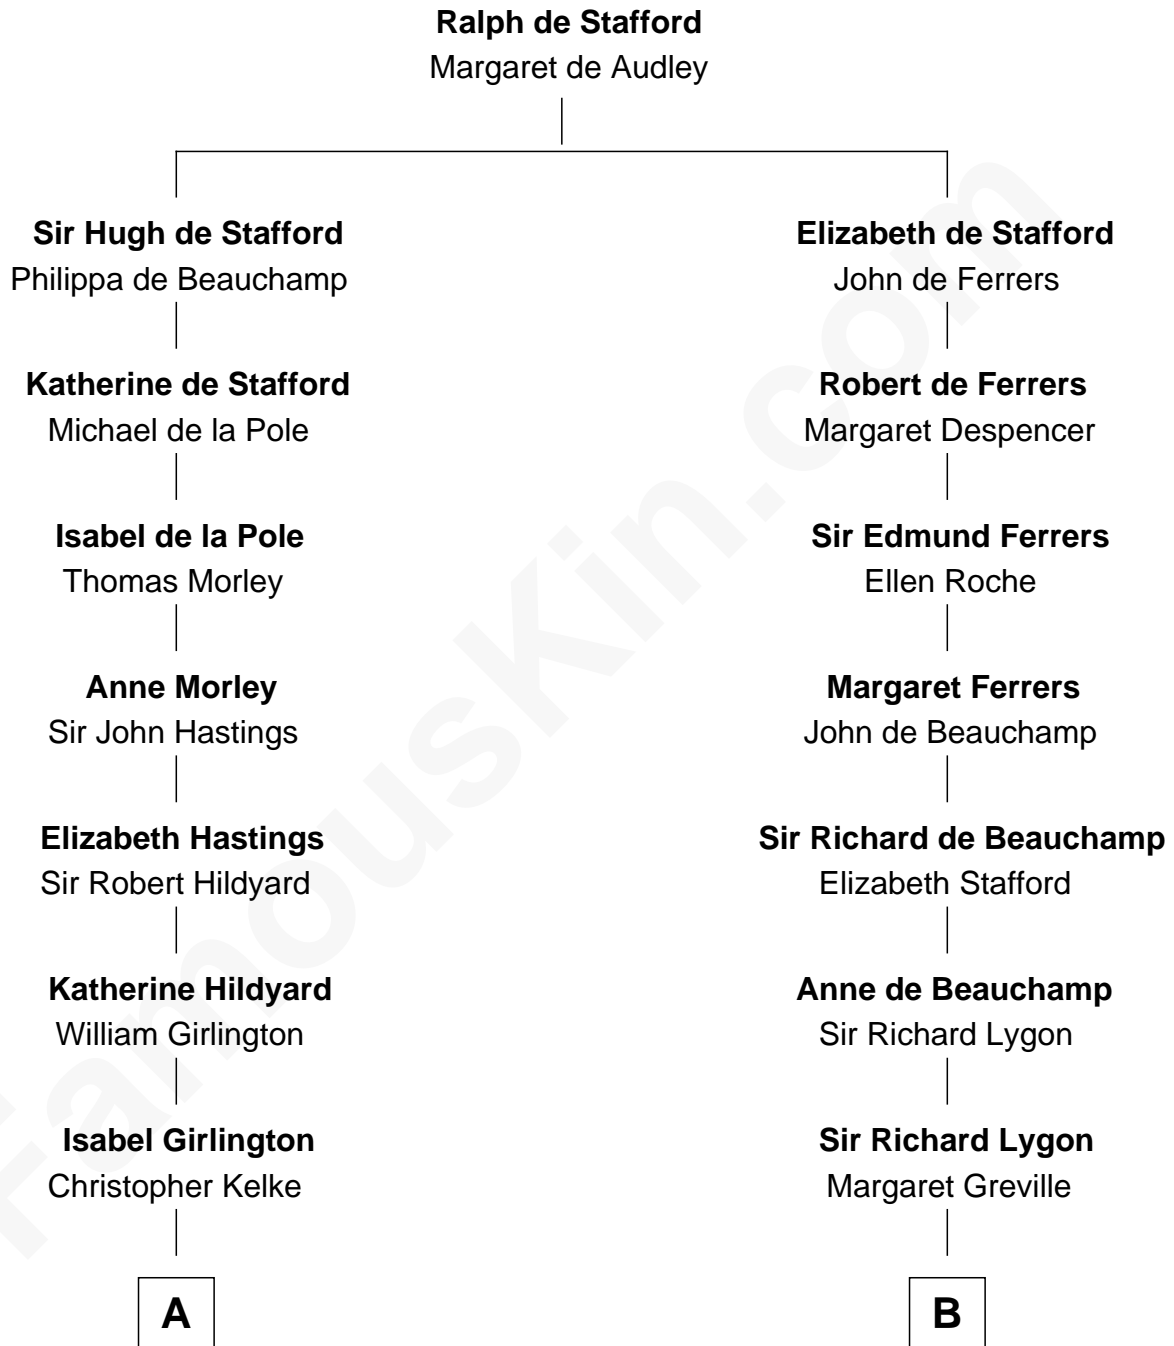 Ralph de Stafford
Margaret de Audley
Sir Hugh de Stafford
Philippa de Beauchamp
Elizabeth de Stafford
John de Ferrers
Katherine de Stafford
Michael de la Pole
Robert de Ferrers
Margaret Despencer
Isabel de la Pole
Thomas Morley
Sir Edmund Ferrers
Ellen Roche
Anne Morley
Sir John Hastings
Margaret Ferrers
John de Beauchamp
Elizabeth Hastings
Sir Robert Hildyard
Sir Richard de Beauchamp
Elizabeth Stafford
Katherine Hildyard
William Girlington
Anne de Beauchamp
Sir Richard Lygon
Isabel Girlington
Christopher Kelke
Sir Richard Lygon
Margaret Greville
A
B
FamousKin.com